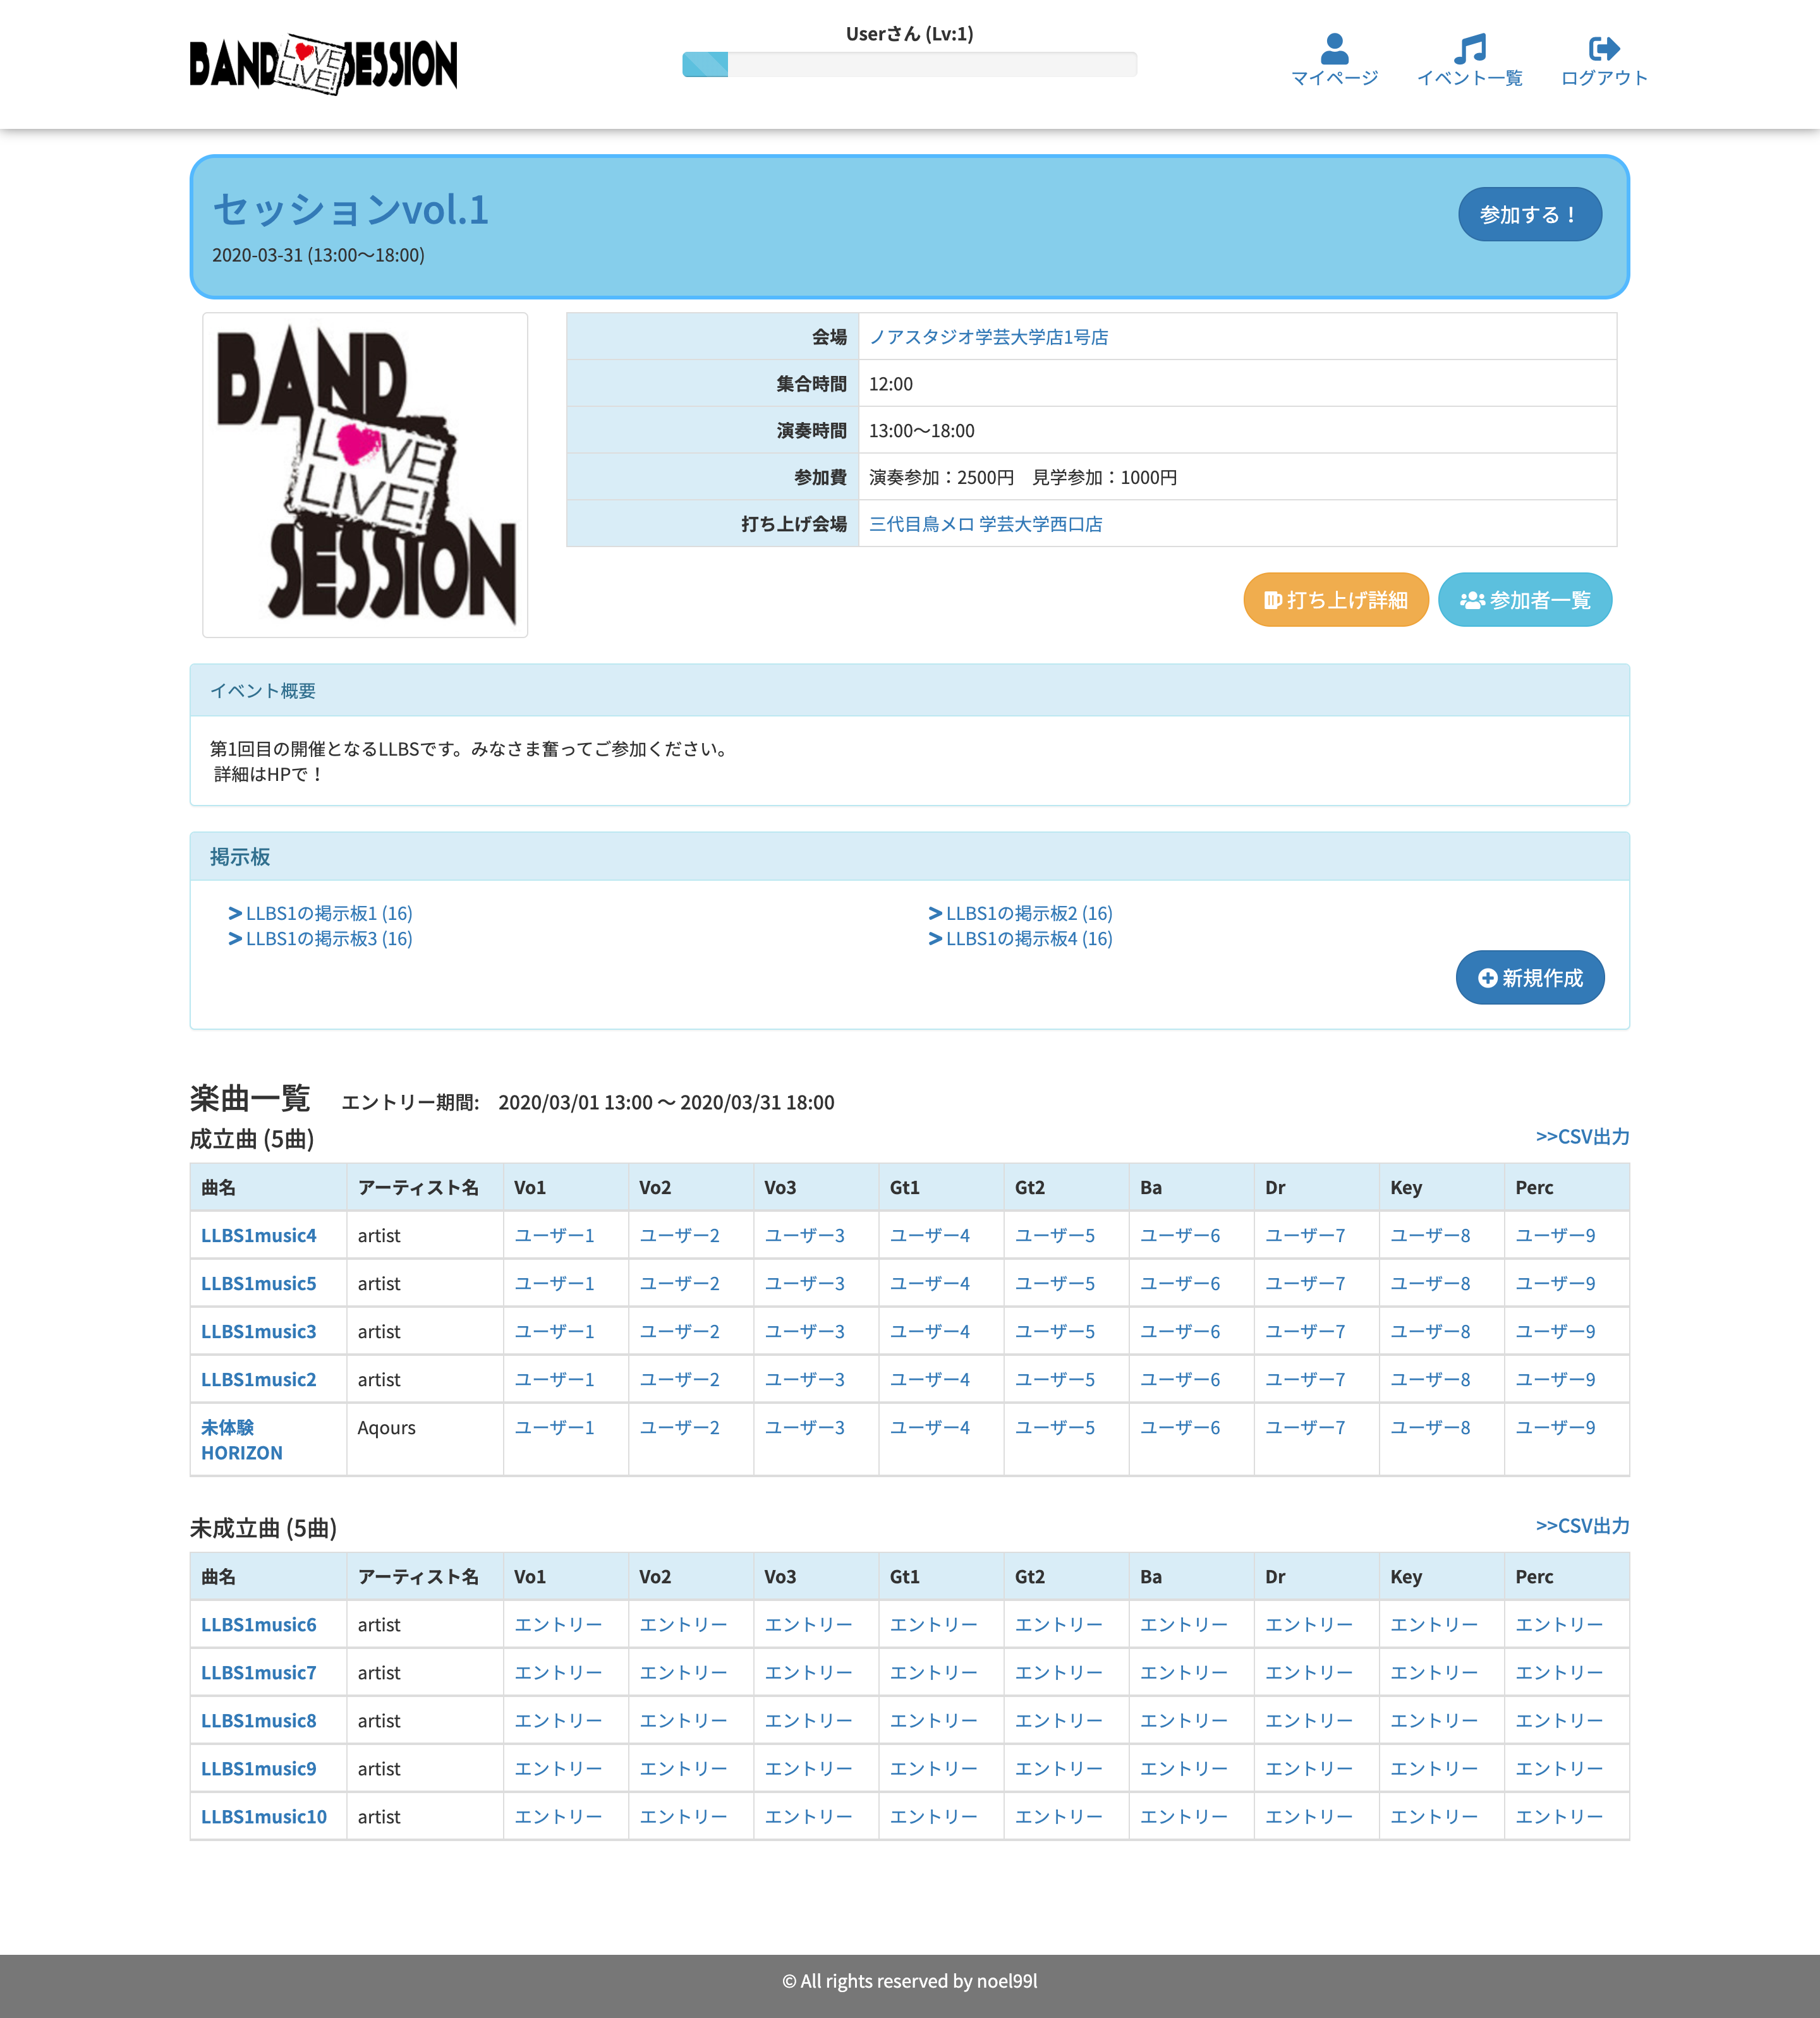 BAND LOVE LIVE! SESSION
Userさん (Lv:1)
マイページ イベント一覧 ログアウト
セッションvol.1
参加する！
2020-03-31 (13:00〜18:00)
BAND
LOVE
LIVE!
SESSION
会場 ノアスタジオ学芸大学店1号店
集合時間 12:00
演奏時間 13:00〜18:00
参加費 演奏参加：2500円　見学参加：1000円
打ち上げ会場 三代目鳥メロ 学芸大学西口店
打ち上げ詳細 参加者一覧
イベント概要
第1回目の開催となるLLBSです。みなさま奮ってご参加ください。
詳細はHPで！
掲示板
LLBS1の掲示板1 (16) LLBS1の掲示板2 (16)
LLBS1の掲示板3 (16) LLBS1の掲示板4 (16)
新規作成
楽曲一覧 エントリー期間: 2020/03/01 13:00 〜 2020/03/31 18:00
成立曲 (5曲) >>CSV出力
曲名 アーティスト名 Vo1 Vo2 Vo3 Gt1 Gt2 Ba Dr Key Perc
LLBS1music4 artist ユーザー1 ユーザー2 ユーザー3 ユーザー4 ユーザー5 ユーザー6 ユーザー7 ユーザー8 ユーザー9
LLBS1music5 artist ユーザー1 ユーザー2 ユーザー3 ユーザー4 ユーザー5 ユーザー6 ユーザー7 ユーザー8 ユーザー9
LLBS1music3 artist ユーザー1 ユーザー2 ユーザー3 ユーザー4 ユーザー5 ユーザー6 ユーザー7 ユーザー8 ユーザー9
LLBS1music2 artist ユーザー1 ユーザー2 ユーザー3 ユーザー4 ユーザー5 ユーザー6 ユーザー7 ユーザー8 ユーザー9
未体験 Aqours ユーザー1 ユーザー2 ユーザー3 ユーザー4 ユーザー5 ユーザー6 ユーザー7 ユーザー8 ユーザー9
HORIZON
未成立曲 (5曲) >>CSV出力
曲名 アーティスト名 Vo1 Vo2 Vo3 Gt1 Gt2 Ba Dr Key Perc
LLBS1music6 artist エントリー エントリー エントリー エントリー エントリー エントリー エントリー エントリー エントリー
LLBS1music7 artist エントリー エントリー エントリー エントリー エントリー エントリー エントリー エントリー エントリー
LLBS1music8 artist エントリー エントリー エントリー エントリー エントリー エントリー エントリー エントリー エントリー
LLBS1music9 artist エントリー エントリー エントリー エントリー エントリー エントリー エントリー エントリー エントリー
LLBS1music10 artist エントリー エントリー エントリー エントリー エントリー エントリー エントリー エントリー エントリー
© All rights reserved by noel99l